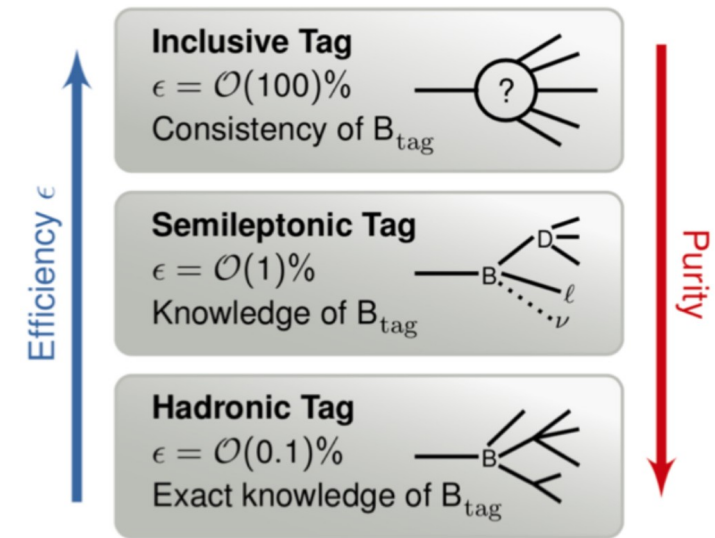 Inclusive Tag
ϵ = 𝒪(100)%
Consistency of B_tag
?
Efficiency ϵ
Semileptonic Tag
ϵ = 𝒪(1)%
Knowledge of B_tag
B
D
ℓ
ν
Purity
Hadronic Tag
ϵ = 𝒪(0.1)%
Exact knowledge of B_tag
B